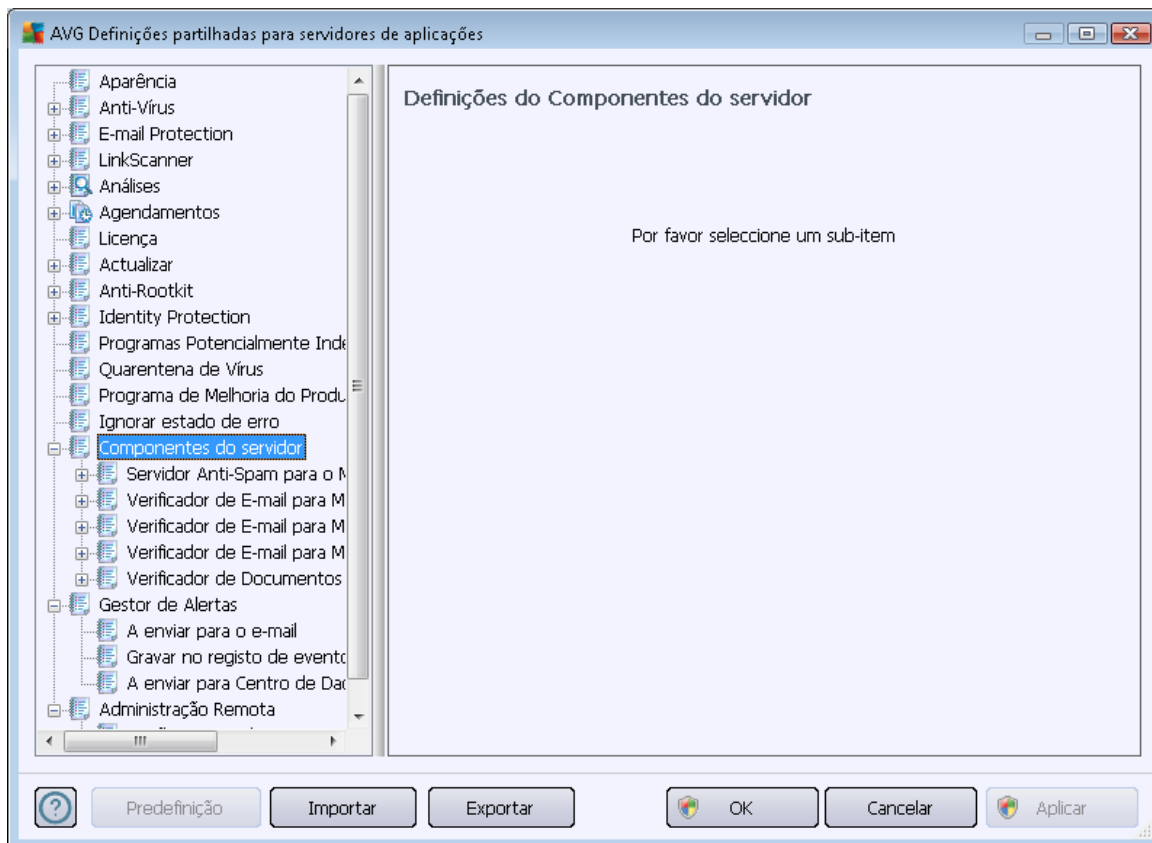 AVG Definições partilhadas para servidores de aplicações
Aparência
Anti-Vírus
E-mail Protection
LinkScanner
Análises
Agendamentos
Licença
Actualizar
Anti-Rootkit
Identity Protection
Programas Potencialmente
Quarentena de Vírus
Programa de Melhoria do
Ignorar estado de erro
Componentes do servidor
Servidor Anti-Spam para o
Verificador de E-mail para M
Verificador de E-mail para M
Verificador de E-mail para M
Verificador de Documentos
Gestor de Alertas
A enviar para o e-mail
Gravar no registo de
A enviar para Centro de
Administração Remota
Definições do Componentes do servidor
Por favor seleccione um sub-item
?
Predefinição
Importar
Exportar
OK
Cancelar
Aplicar